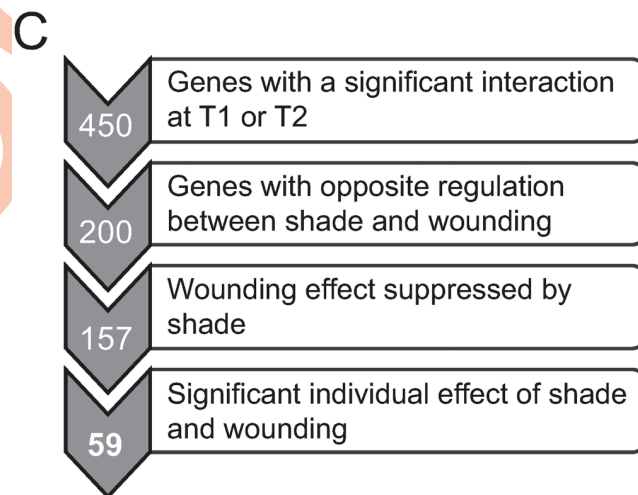 C
450
Genes with a significant interaction
at T1 or T2
200
Genes with opposite regulation
between shade and wounding
157
Wounding effect suppressed by
shade
59
Significant individual effect of shade
and wounding